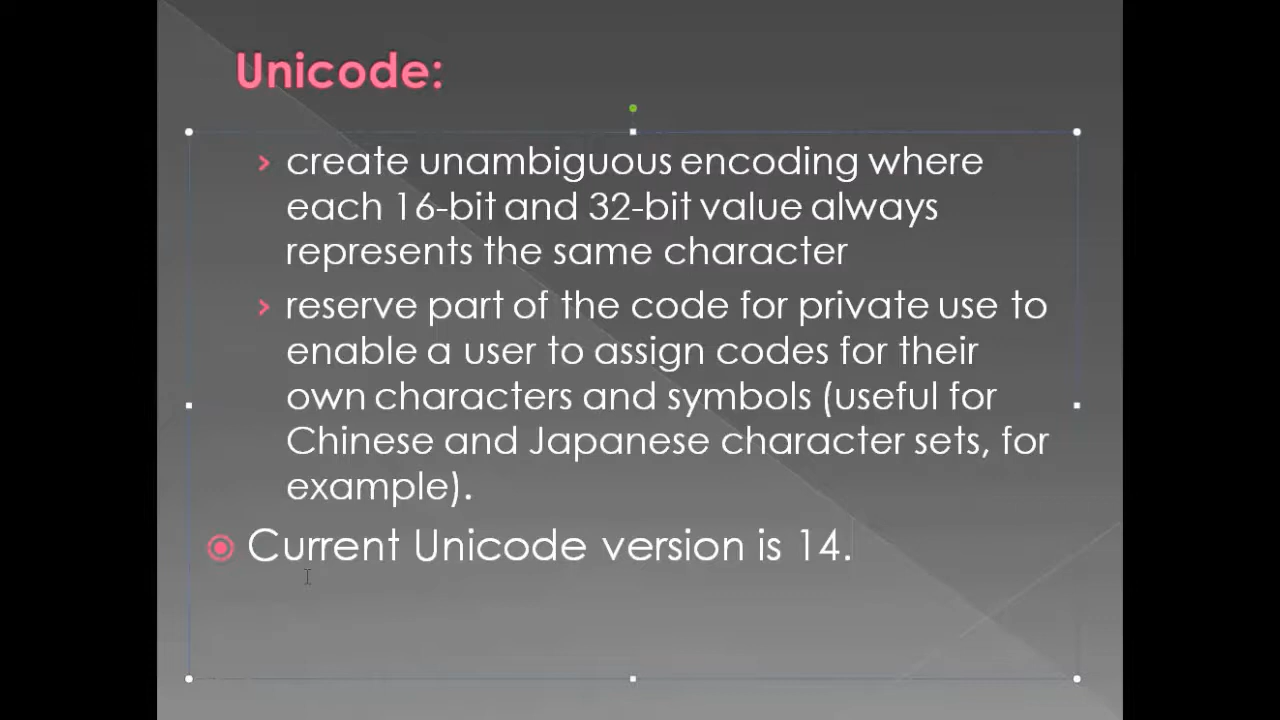 Unicode:
› create unambiguous encoding where
each 16-bit and 32-bit value always
represents the same character
› reserve part of the code for private use to
enable a user to assign codes for their
own characters and symbols (useful for
Chinese and Japanese character sets, for
example).
Current Unicode version is 14.